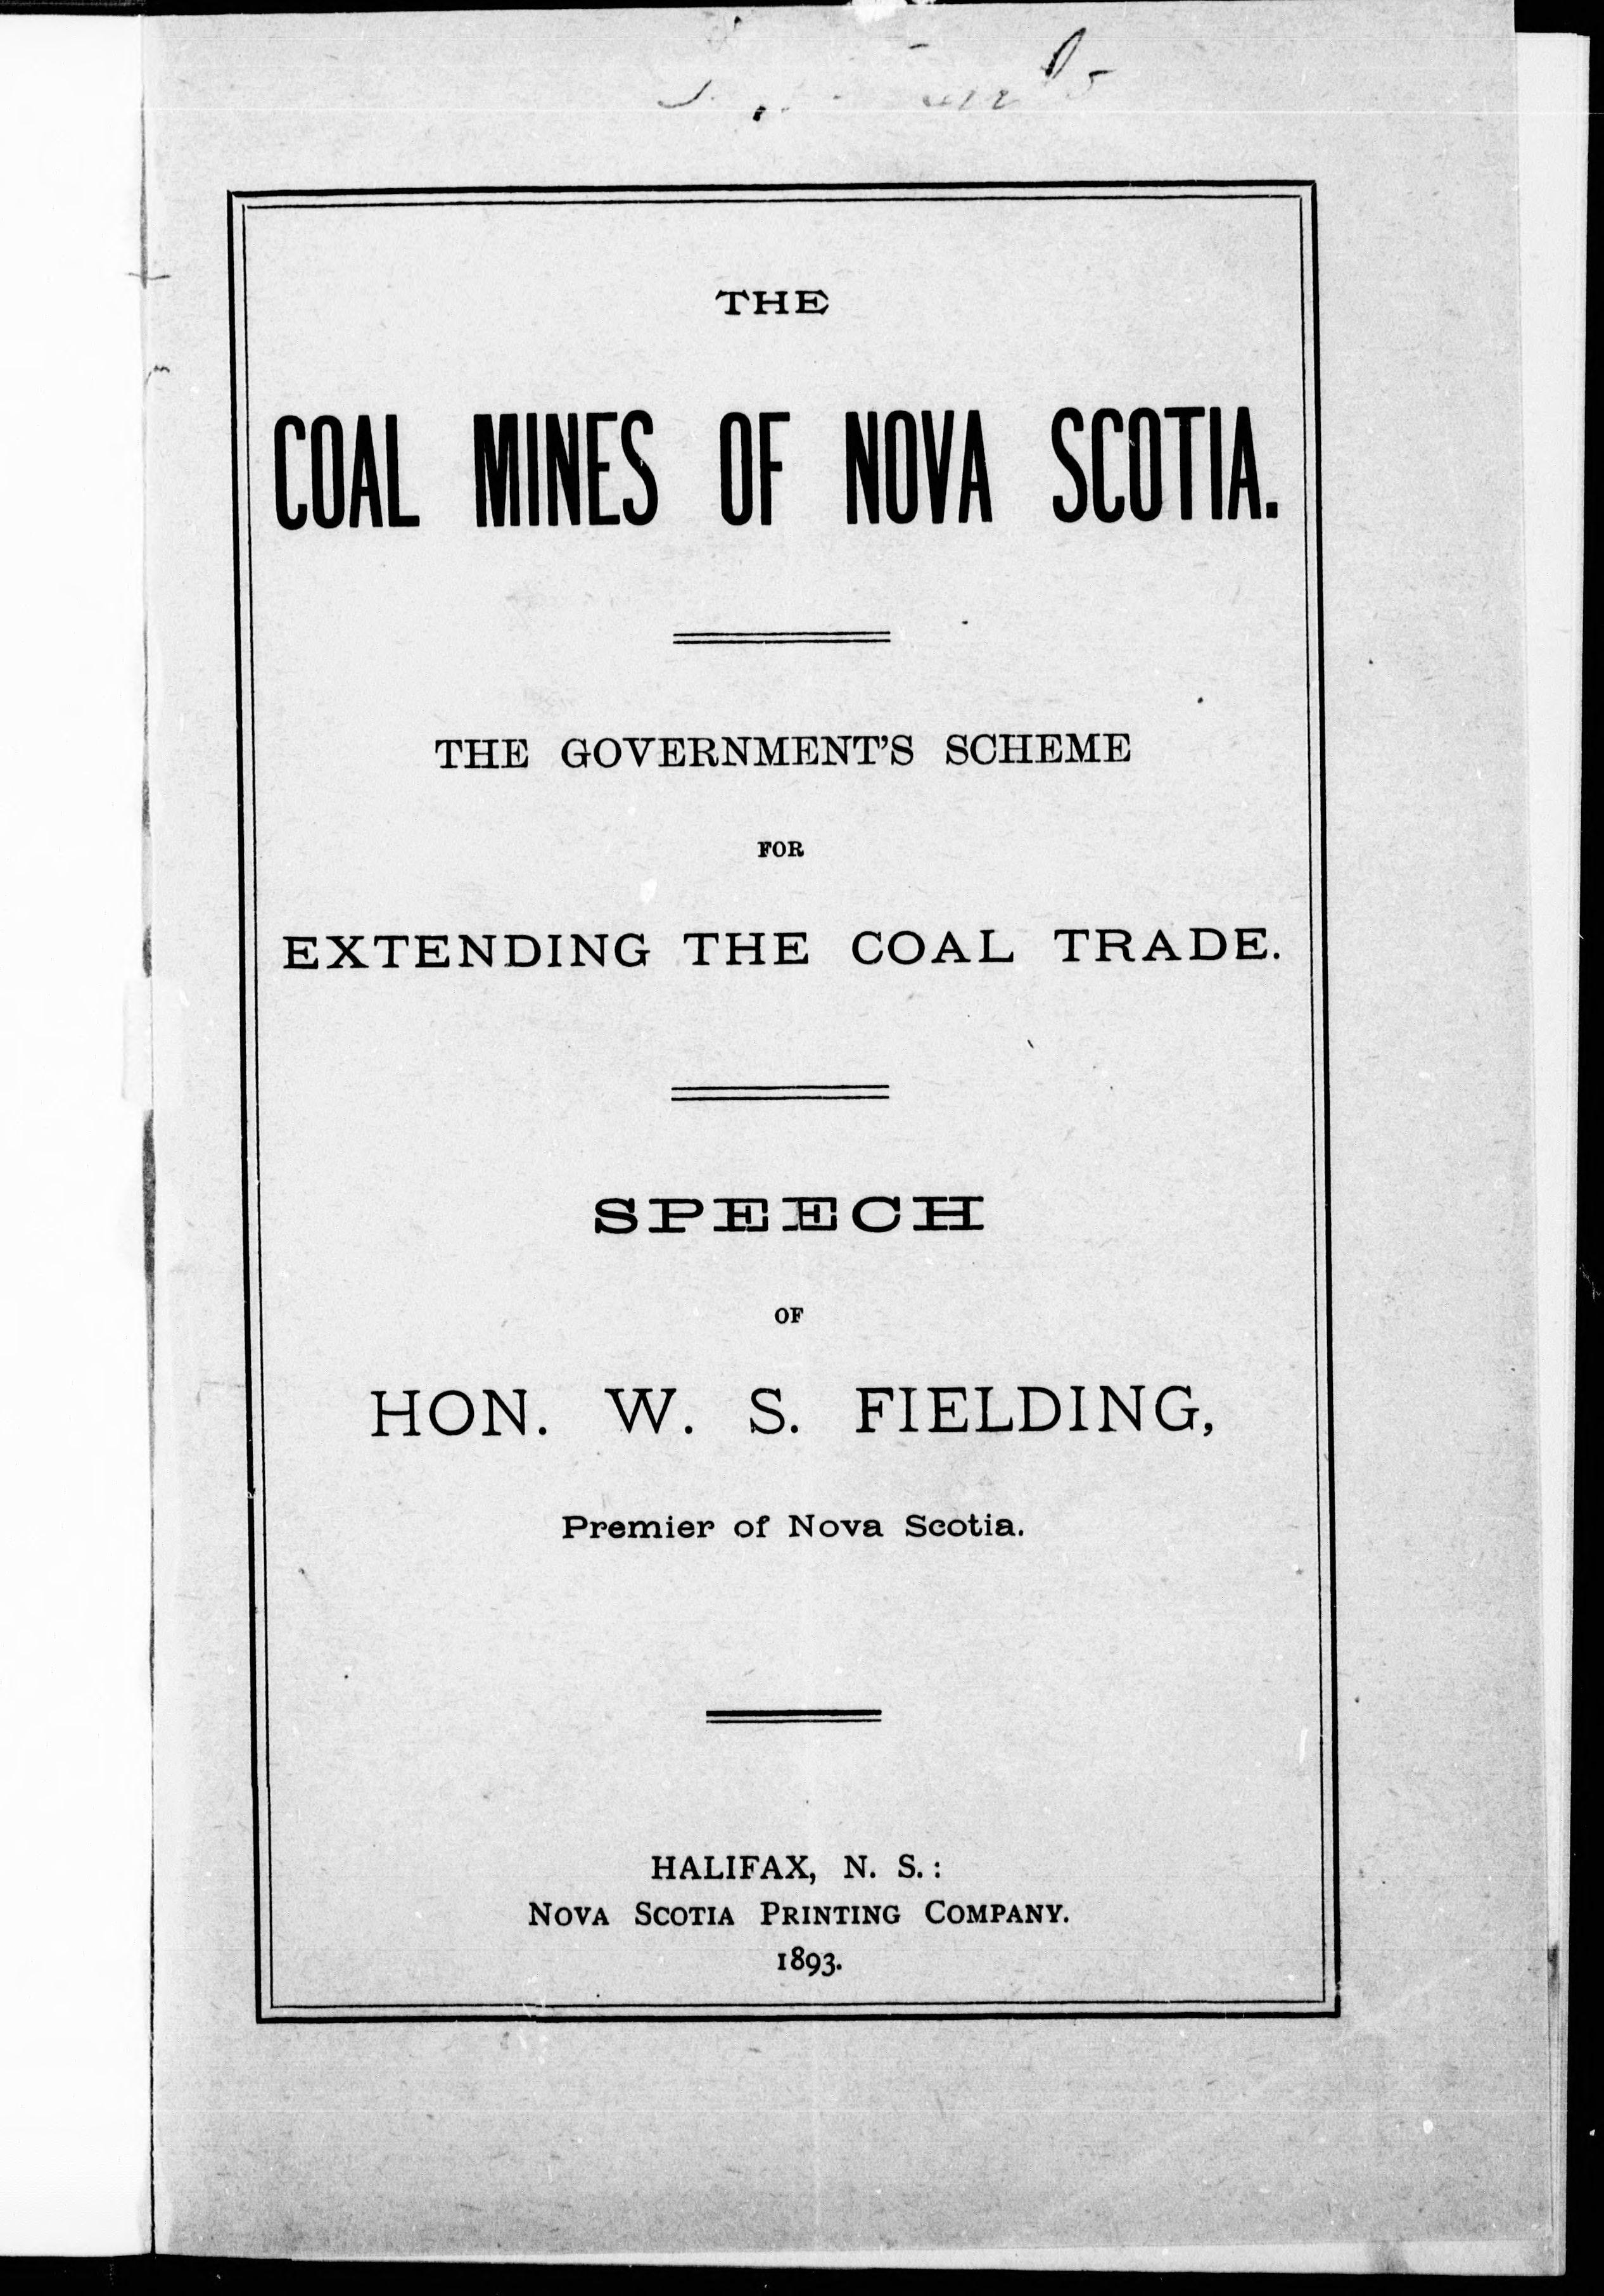 THE
COAL MINES OF NOVA SCOTIA.
THE GOVERNMENT'S SCHEME
FOR
EXTENDING THE COAL TRADE.
SPEECH
OF
HON. W. S. FIELDING,
Premier of Nova Scotia.
HALIFAX, N. S.:
NOVA SCOTIA PRINTING COMPANY.
1893.